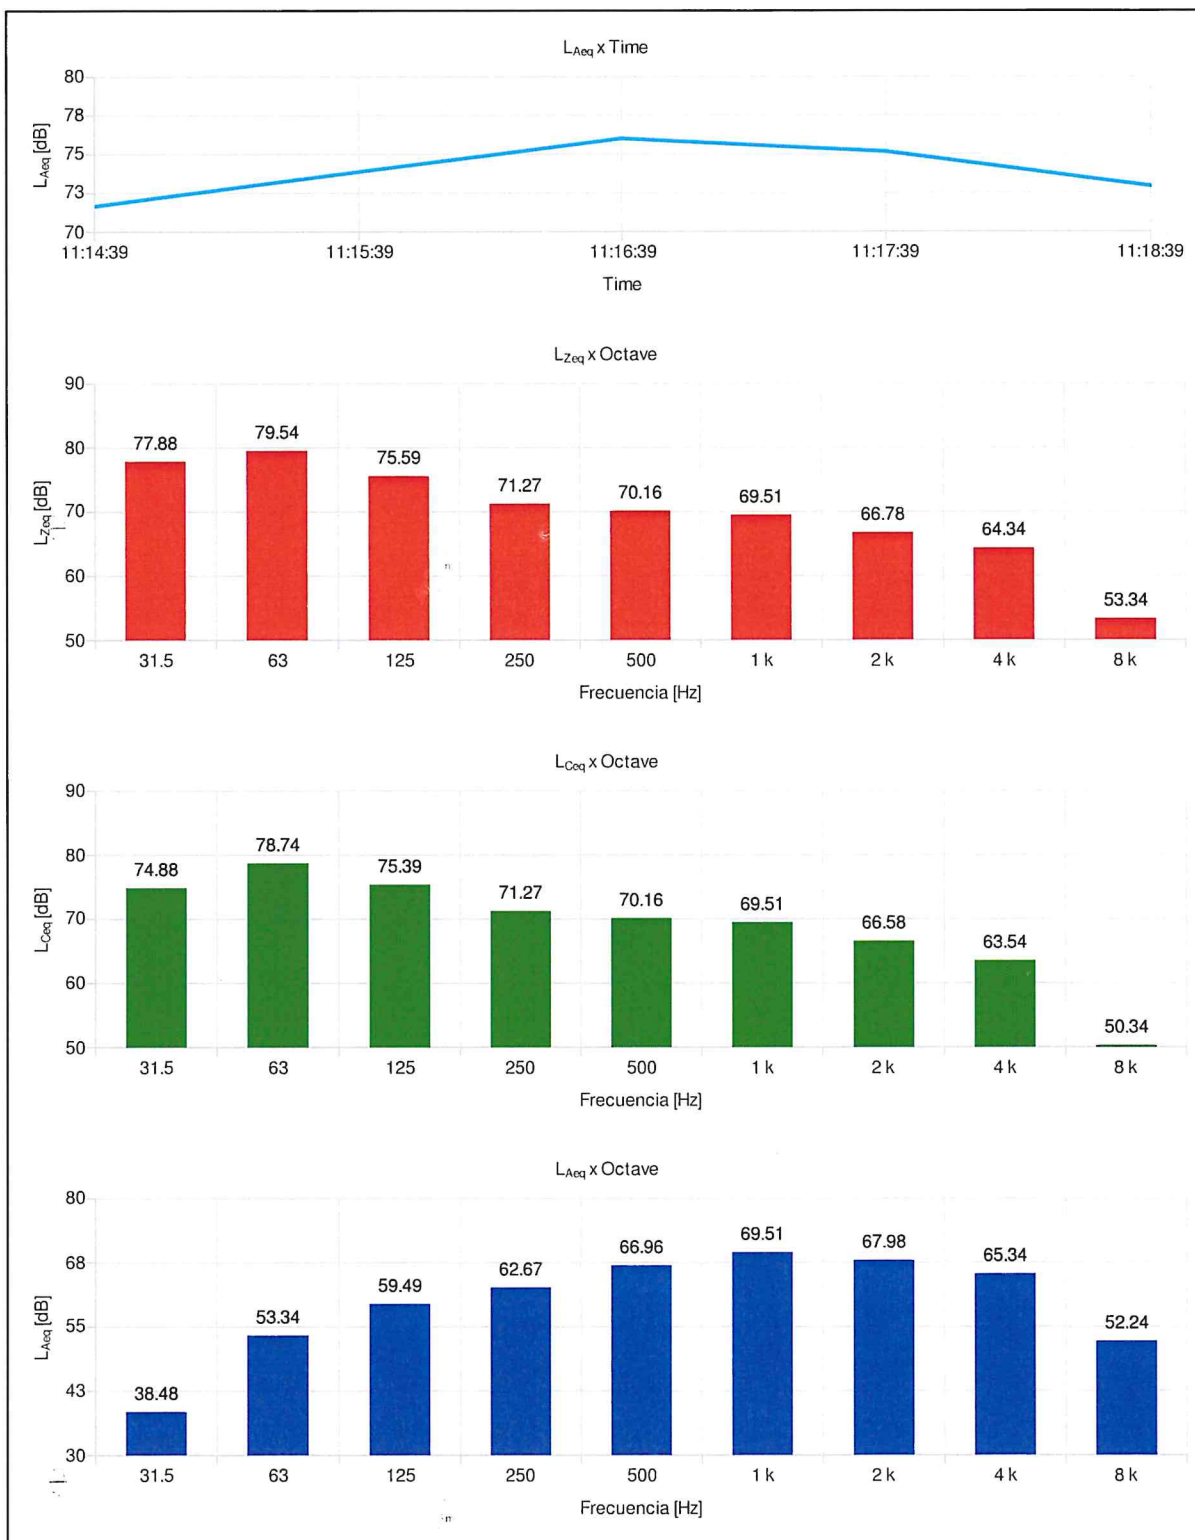 LAeq x Time
80
78
75
73
70
LAeq [dB]
11:14:39 11:15:39 11:16:39 11:17:39 11:18:39
Time
LZeq x Octave
90
80
70
60
50
LZeq [dB]
77.88 79.54 75.59 71.27 70.16 69.51 66.78 64.34 53.34
31.5 63 125 250 500 1 k 2 k 4 k 8 k
Frecuencia [Hz]
LCeq x Octave
90
80
70
60
50
LCeq [dB]
74.88 78.74 75.39 71.27 70.16 69.51 66.58 63.54 50.34
31.5 63 125 250 500 1 k 2 k 4 k 8 k
Frecuencia [Hz]
LAeq x Octave
80
68
55
43
30
LAeq [dB]
38.48 53.34 59.49 62.67 66.96 69.51 67.98 65.34 52.24
31.5 63 125 250 500 1 k 2 k 4 k 8 k
Frecuencia [Hz]